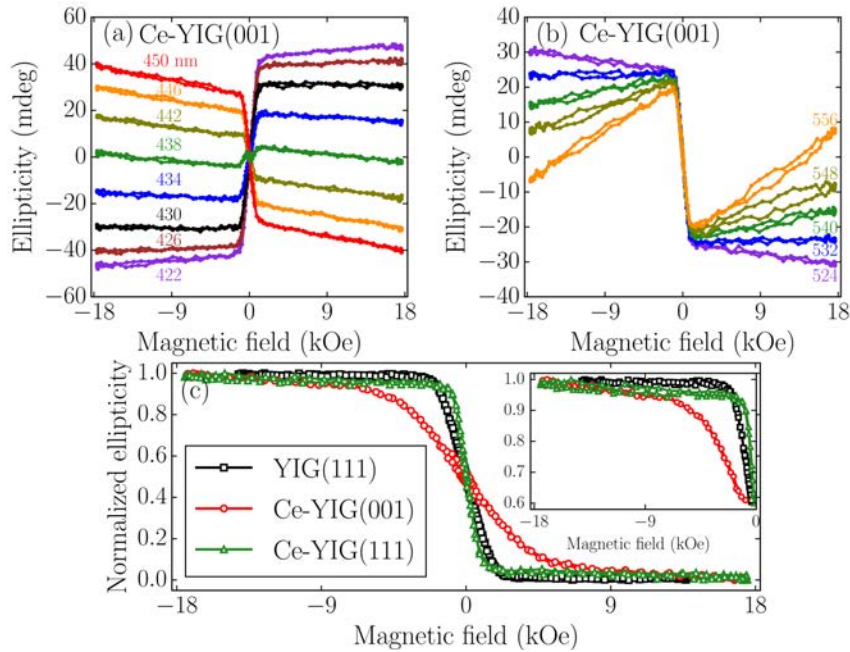 (a) Ce-YIG(001)
60
40
20
0
−20
−40
−60
Ellipticity (mdeg)
450 nm
446
442
438
434
430
426
422
−18 −9 0 9 18
Magnetic field (kOe)
(b) Ce-YIG(001)
40
30
20
10
0
−10
−20
−30
−40
Ellipticity (mdeg)
556
548
540
532
524
−18 −9 0 9 18
Magnetic field (kOe)
(c)
1.0
0.8
0.6
0.4
0.2
0.0
Normalized ellipticity
YIG(111)
Ce-YIG(001)
Ce-YIG(111)
1.0
0.9
0.8
0.7
0.6
−18 −9 0
Magnetic field (kOe)
−18 −9 0 9 18
Magnetic field (kOe)